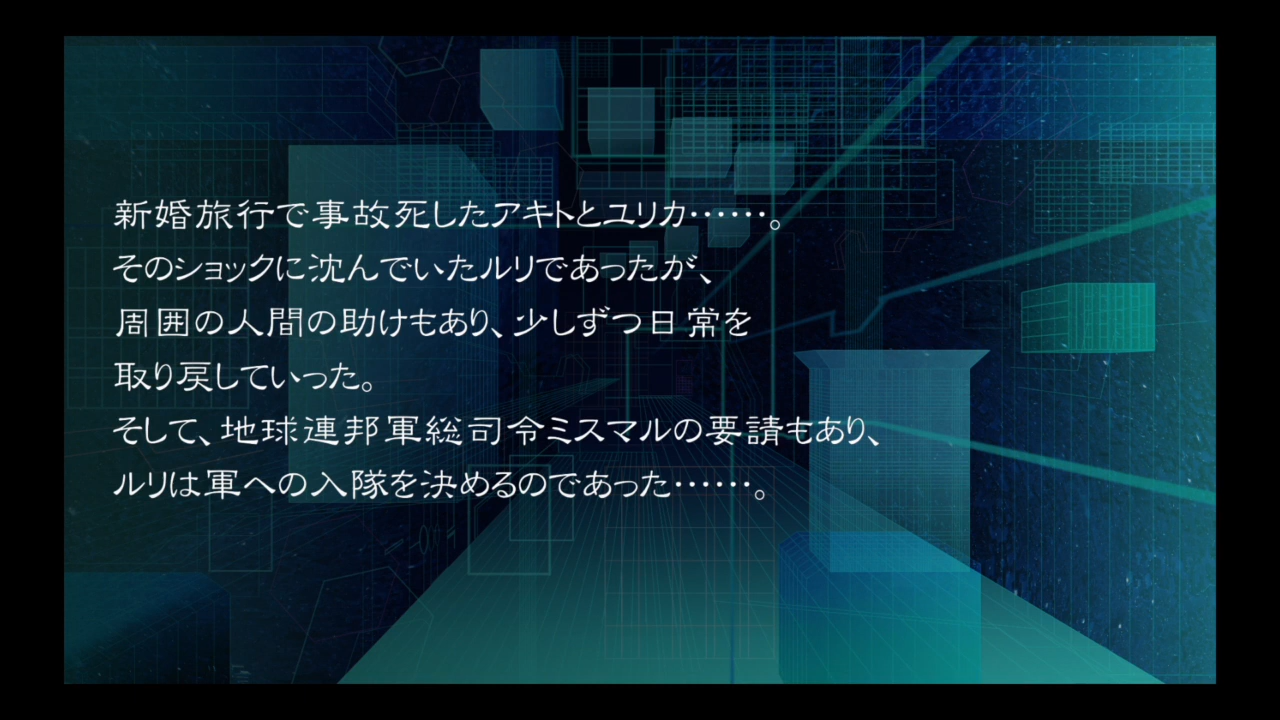 新婚旅行で事故死したアキトとユリカ……。
そのショックに沈んでいたルリであったが、
周囲の人間の助けもあり、少しずつ日常を
取り戻していった。
そして、地球連邦軍総司令ミスマルの要請もあり、
ルリは軍への入隊を決めるのであった……。